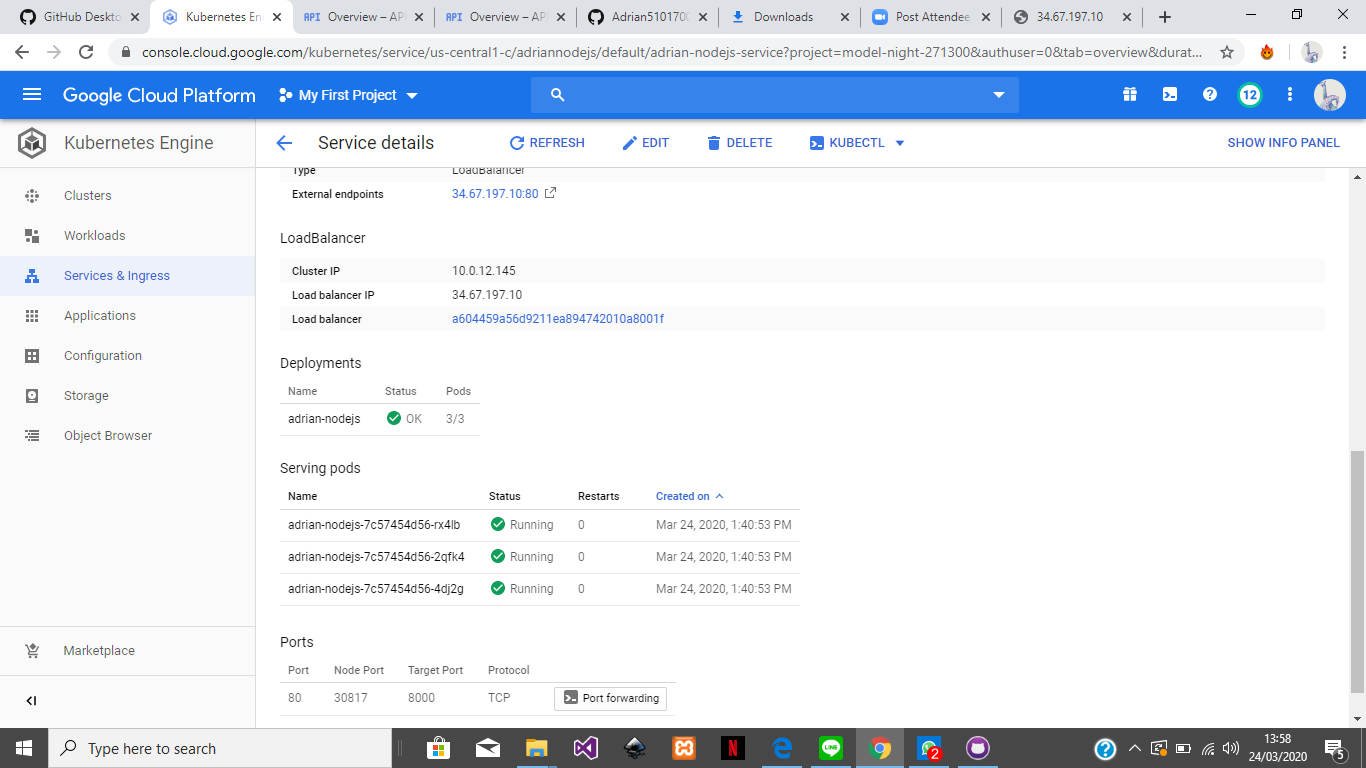 GitHub Deskto
Kubernetes En
API Overview – AP
API Overview – AP
Adrian5101700
Downloads
Post Attendee
34.67.197.10
console.cloud.google.com/kubernetes/service/us-central1-c/adriannodejs/default/adrian-nodejs-service?project=model-night-271300&authuser=0&tab=overview&durat...
Google Cloud Platform
My First Project
12
Kubernetes Engine
Service details
REFRESH
EDIT
DELETE
KUBECTL
SHOW INFO PANEL
Clusters
Workloads
Services & Ingress
Applications
Configuration
Storage
Object Browser
Marketplace
Type LoadBalancer
External endpoints 34.67.197.10:80
LoadBalancer
Cluster IP 10.0.12.145
Load balancer IP 34.67.197.10
Load balancer a604459a56d9211ea894742010a8001f
Deployments
Name Status Pods
adrian-nodejs OK 3/3
Serving pods
Name Status Restarts Created on
adrian-nodejs-7c57454d56-rx4lb Running 0 Mar 24, 2020, 1:40:53 PM
adrian-nodejs-7c57454d56-2qfk4 Running 0 Mar 24, 2020, 1:40:53 PM
adrian-nodejs-7c57454d56-4dj2g Running 0 Mar 24, 2020, 1:40:53 PM
Ports
Port Node Port Target Port Protocol
80 30817 8000 TCP Port forwarding
Type here to search
N
LINE
2
13:58
24/03/2020
5